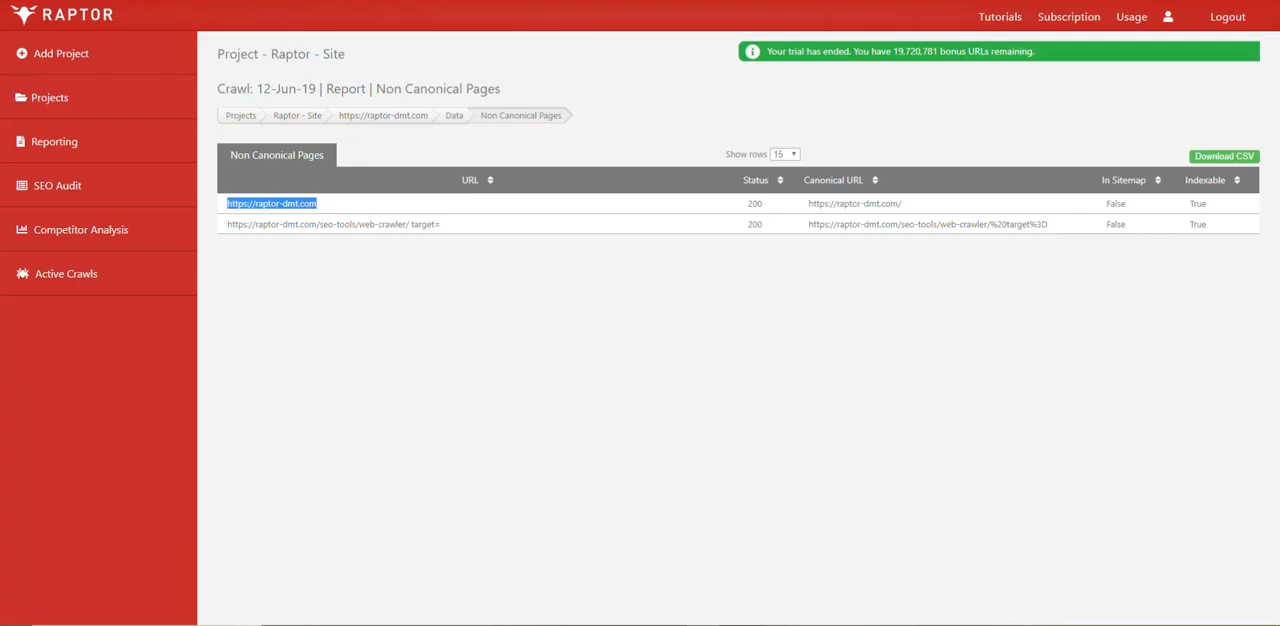 RAPTOR
Tutorials Subscription Usage Logout
Add Project
Projects
Reporting
SEO Audit
Competitor Analysis
Active Crawls
Project - Raptor - Site
Your trial has ended. You have 19,720,781 bonus URLs remaining.
Crawl: 12-Jun-19 | Report | Non Canonical Pages
Projects Raptor - Site https://raptor-dmt.com Data Non Canonical Pages
Non Canonical Pages
Show rows 15
Download CSV
URL Status Canonical URL In Sitemap Indexable
https://raptor-dmt.com 200 https://raptor-dmt.com/ False True
https://raptor-dmt.com/seo-tools/web-crawler/ target= 200 https://raptor-dmt.com/seo-tools/web-crawler/%20target%3D False True